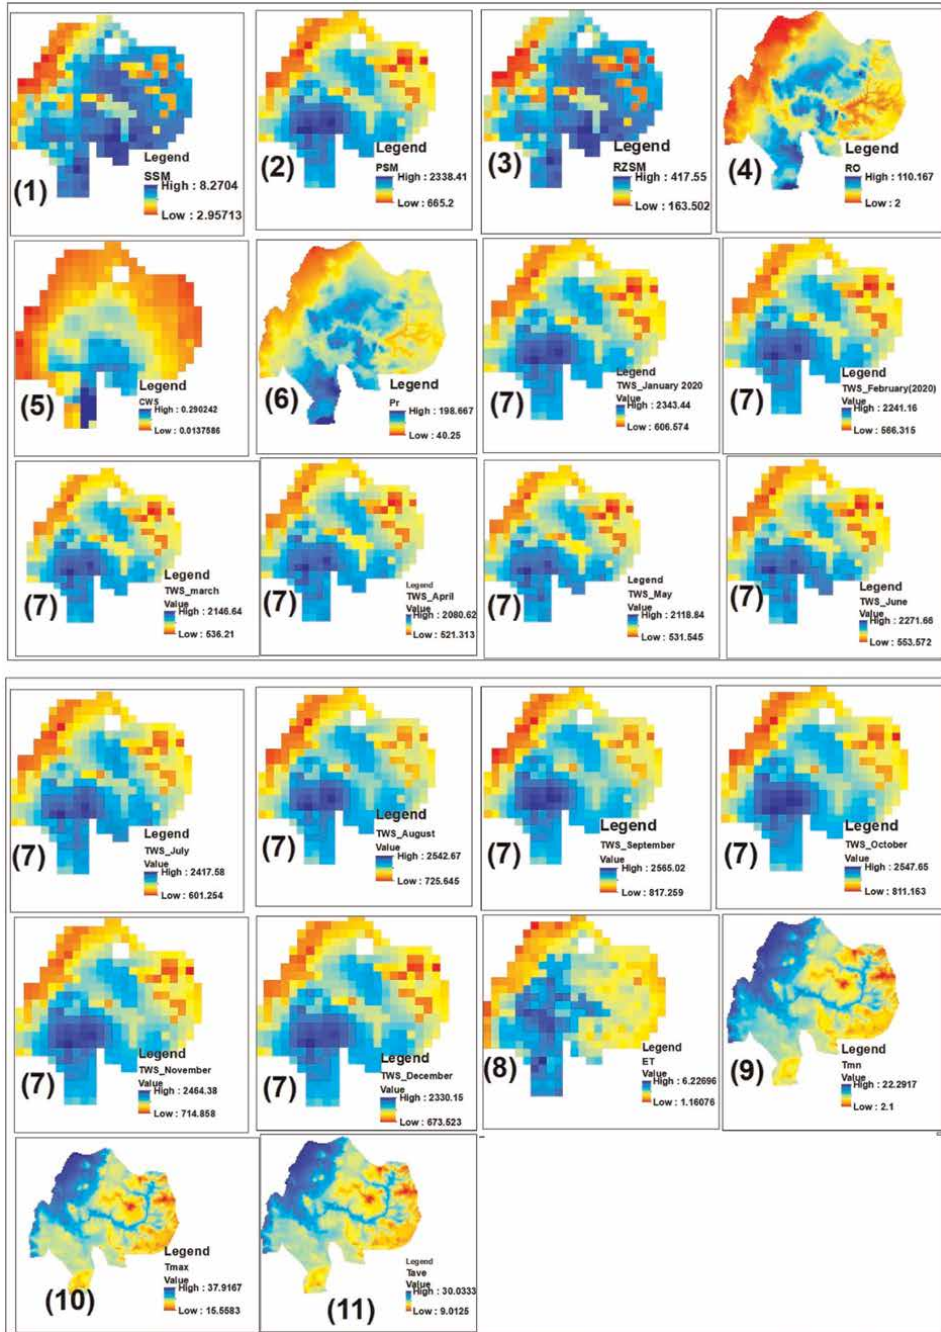 (1)
Legend
SSM
High : 8.2704
Low : 2.95713
(2)
Legend
PSM
High : 2338.41
Low : 665.2
(3)
Legend
RZSM
High : 417.55
Low : 163.502
(4)
Legend
RO
High : 110.167
Low : 2
(5)
Legend
CWS
High : 0.290242
Low : 0.0137586
(6)
Legend
Pr
High : 198.667
Low : 40.25
(7)
Legend
TWS_January 2020
Value
High : 2343.44
Low : 606.574
(7)
Legend
TWS_February(2020)
Value
High : 2241.16
Low : 566.315
(7)
Legend
TWS_march
Value
High : 2146.64
Low : 536.21
(7)
Legend
TWS_April
Value
High : 2080.62
Low : 521.313
(7)
Legend
TWS_May
Value
High : 2118.84
Low : 531.545
(7)
Legend
TWS_June
Value
High : 2271.66
Low : 553.572
(7)
Legend
TWS_July
Value
High : 2417.58
Low : 601.254
(7)
Legend
TWS_August
Value
High : 2542.67
Low : 725.645
(7)
Legend
TWS_September
Value
High : 2565.02
Low : 817.259
(7)
Legend
TWS_October
Value
High : 2547.65
Low : 811.163
(7)
Legend
TWS_November
Value
High : 2464.38
Low : 714.858
(7)
Legend
TWS_December
Value
High : 2330.15
Low : 673.523
(8)
Legend
ET
Value
High : 6.22696
Low : 1.16076
(9)
Legend
Tmn
Value
High : 22.2917
Low : 2.1
(10)
Legend
Tmax
Value
High : 37.9167
Low : 15.5583
(11)
Legend
Tave
Value
High : 30.0333
Low : 9.0125